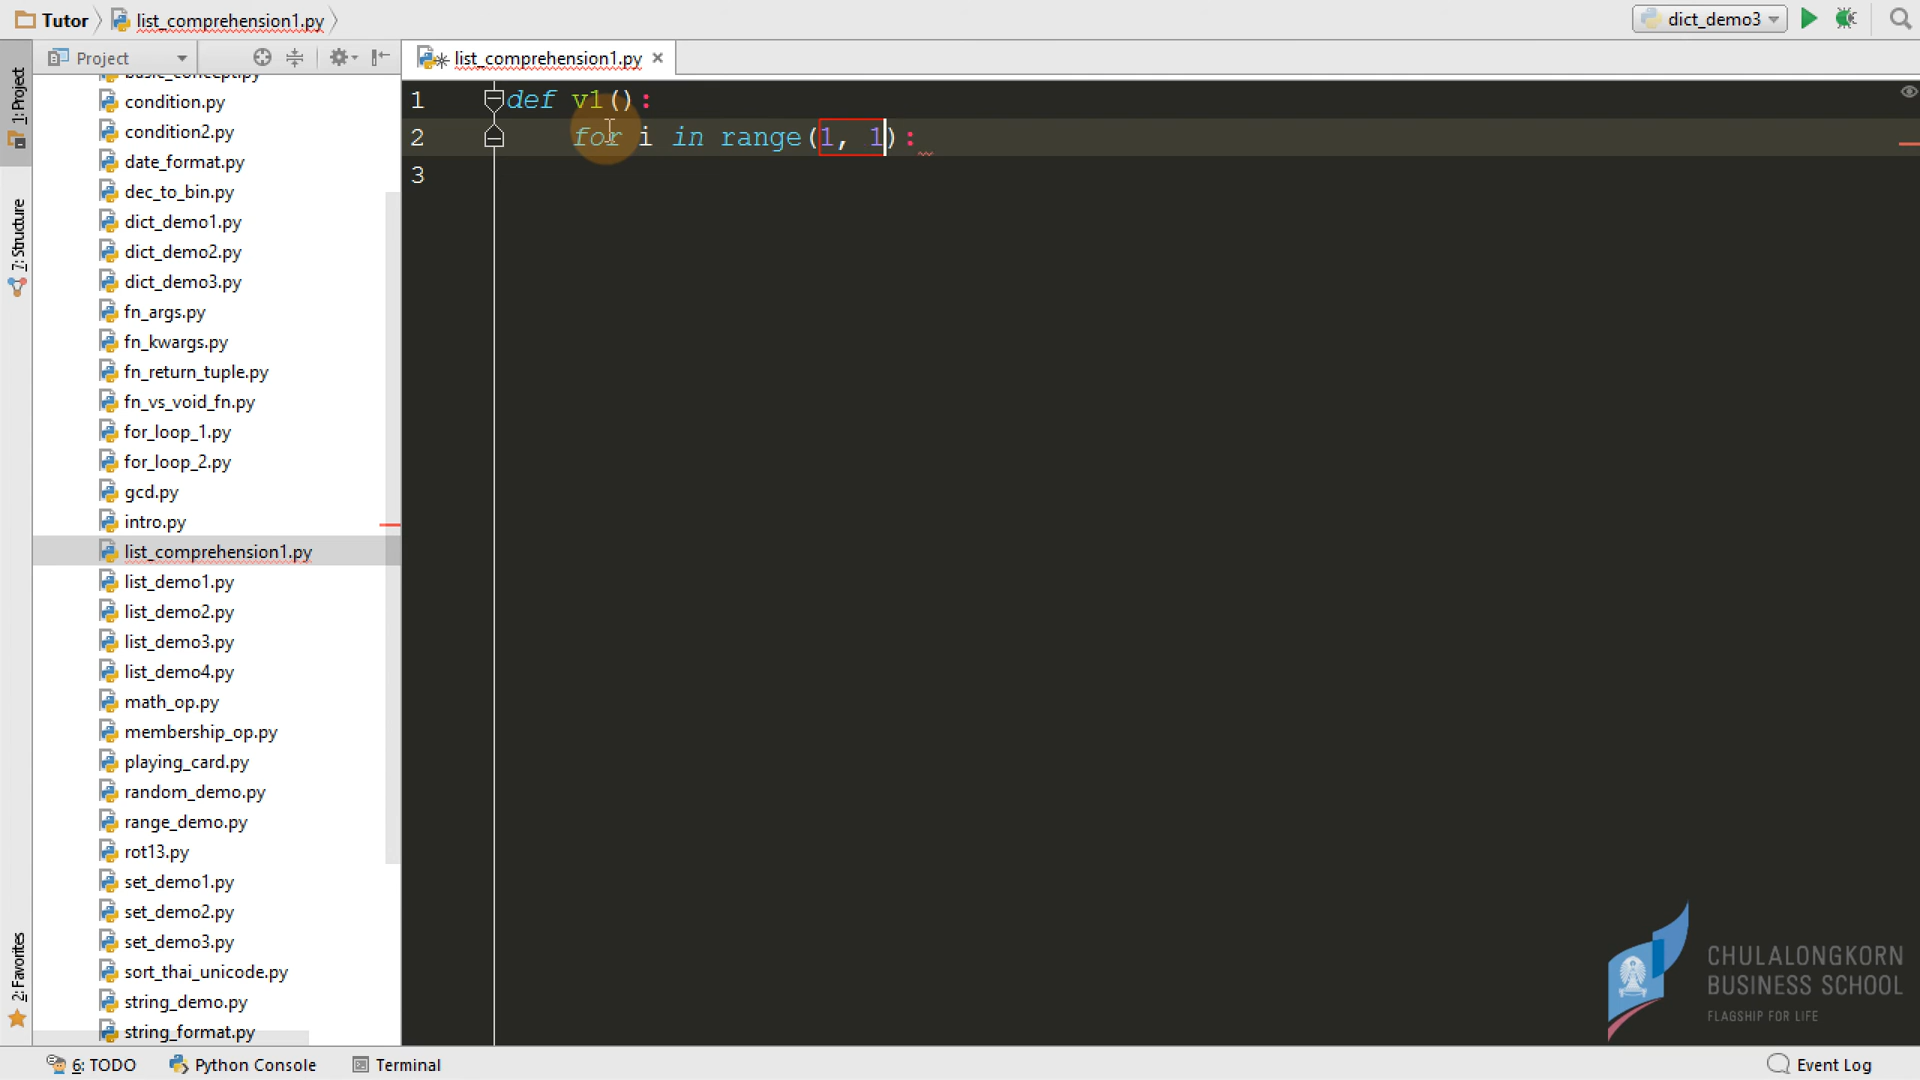 Tutor list_comprehension1.py dict_demo3
Project list_comprehension1.py
1: Project
7: Structure
2: Favorites
basic_concept.py
condition.py
condition2.py
date_format.py
dec_to_bin.py
dict_demo1.py
dict_demo2.py
dict_demo3.py
fn_args.py
fn_kwargs.py
fn_return_tuple.py
fn_vs_void_fn.py
for_loop_1.py
for_loop_2.py
gcd.py
intro.py
list_comprehension1.py
list_demo1.py
list_demo2.py
list_demo3.py
list_demo4.py
math_op.py
membership_op.py
playing_card.py
random_demo.py
range_demo.py
rot13.py
set_demo1.py
set_demo2.py
set_demo3.py
sort_thai_unicode.py
string_demo.py
string_format.py
1 def v1():
2 for i in range(1, 1):
3
CHULALONGKORN
BUSINESS SCHOOL
FLAGSHIP FOR LIFE
6: TODO Python Console Terminal Event Log